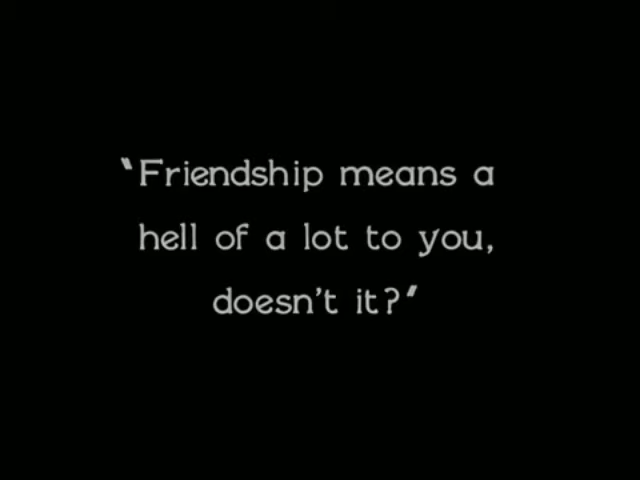 "Friendship means a
hell of a lot to you,
doesn't it?"